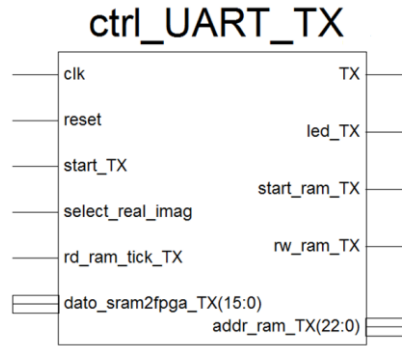 ctrl_UART_TX
clk
TX
reset
led_TX
start_TX
start_ram_TX
select_real_imag
rw_ram_TX
rd_ram_tick_TX
dato_sram2fpga_TX(15:0)
addr_ram_TX(22:0)